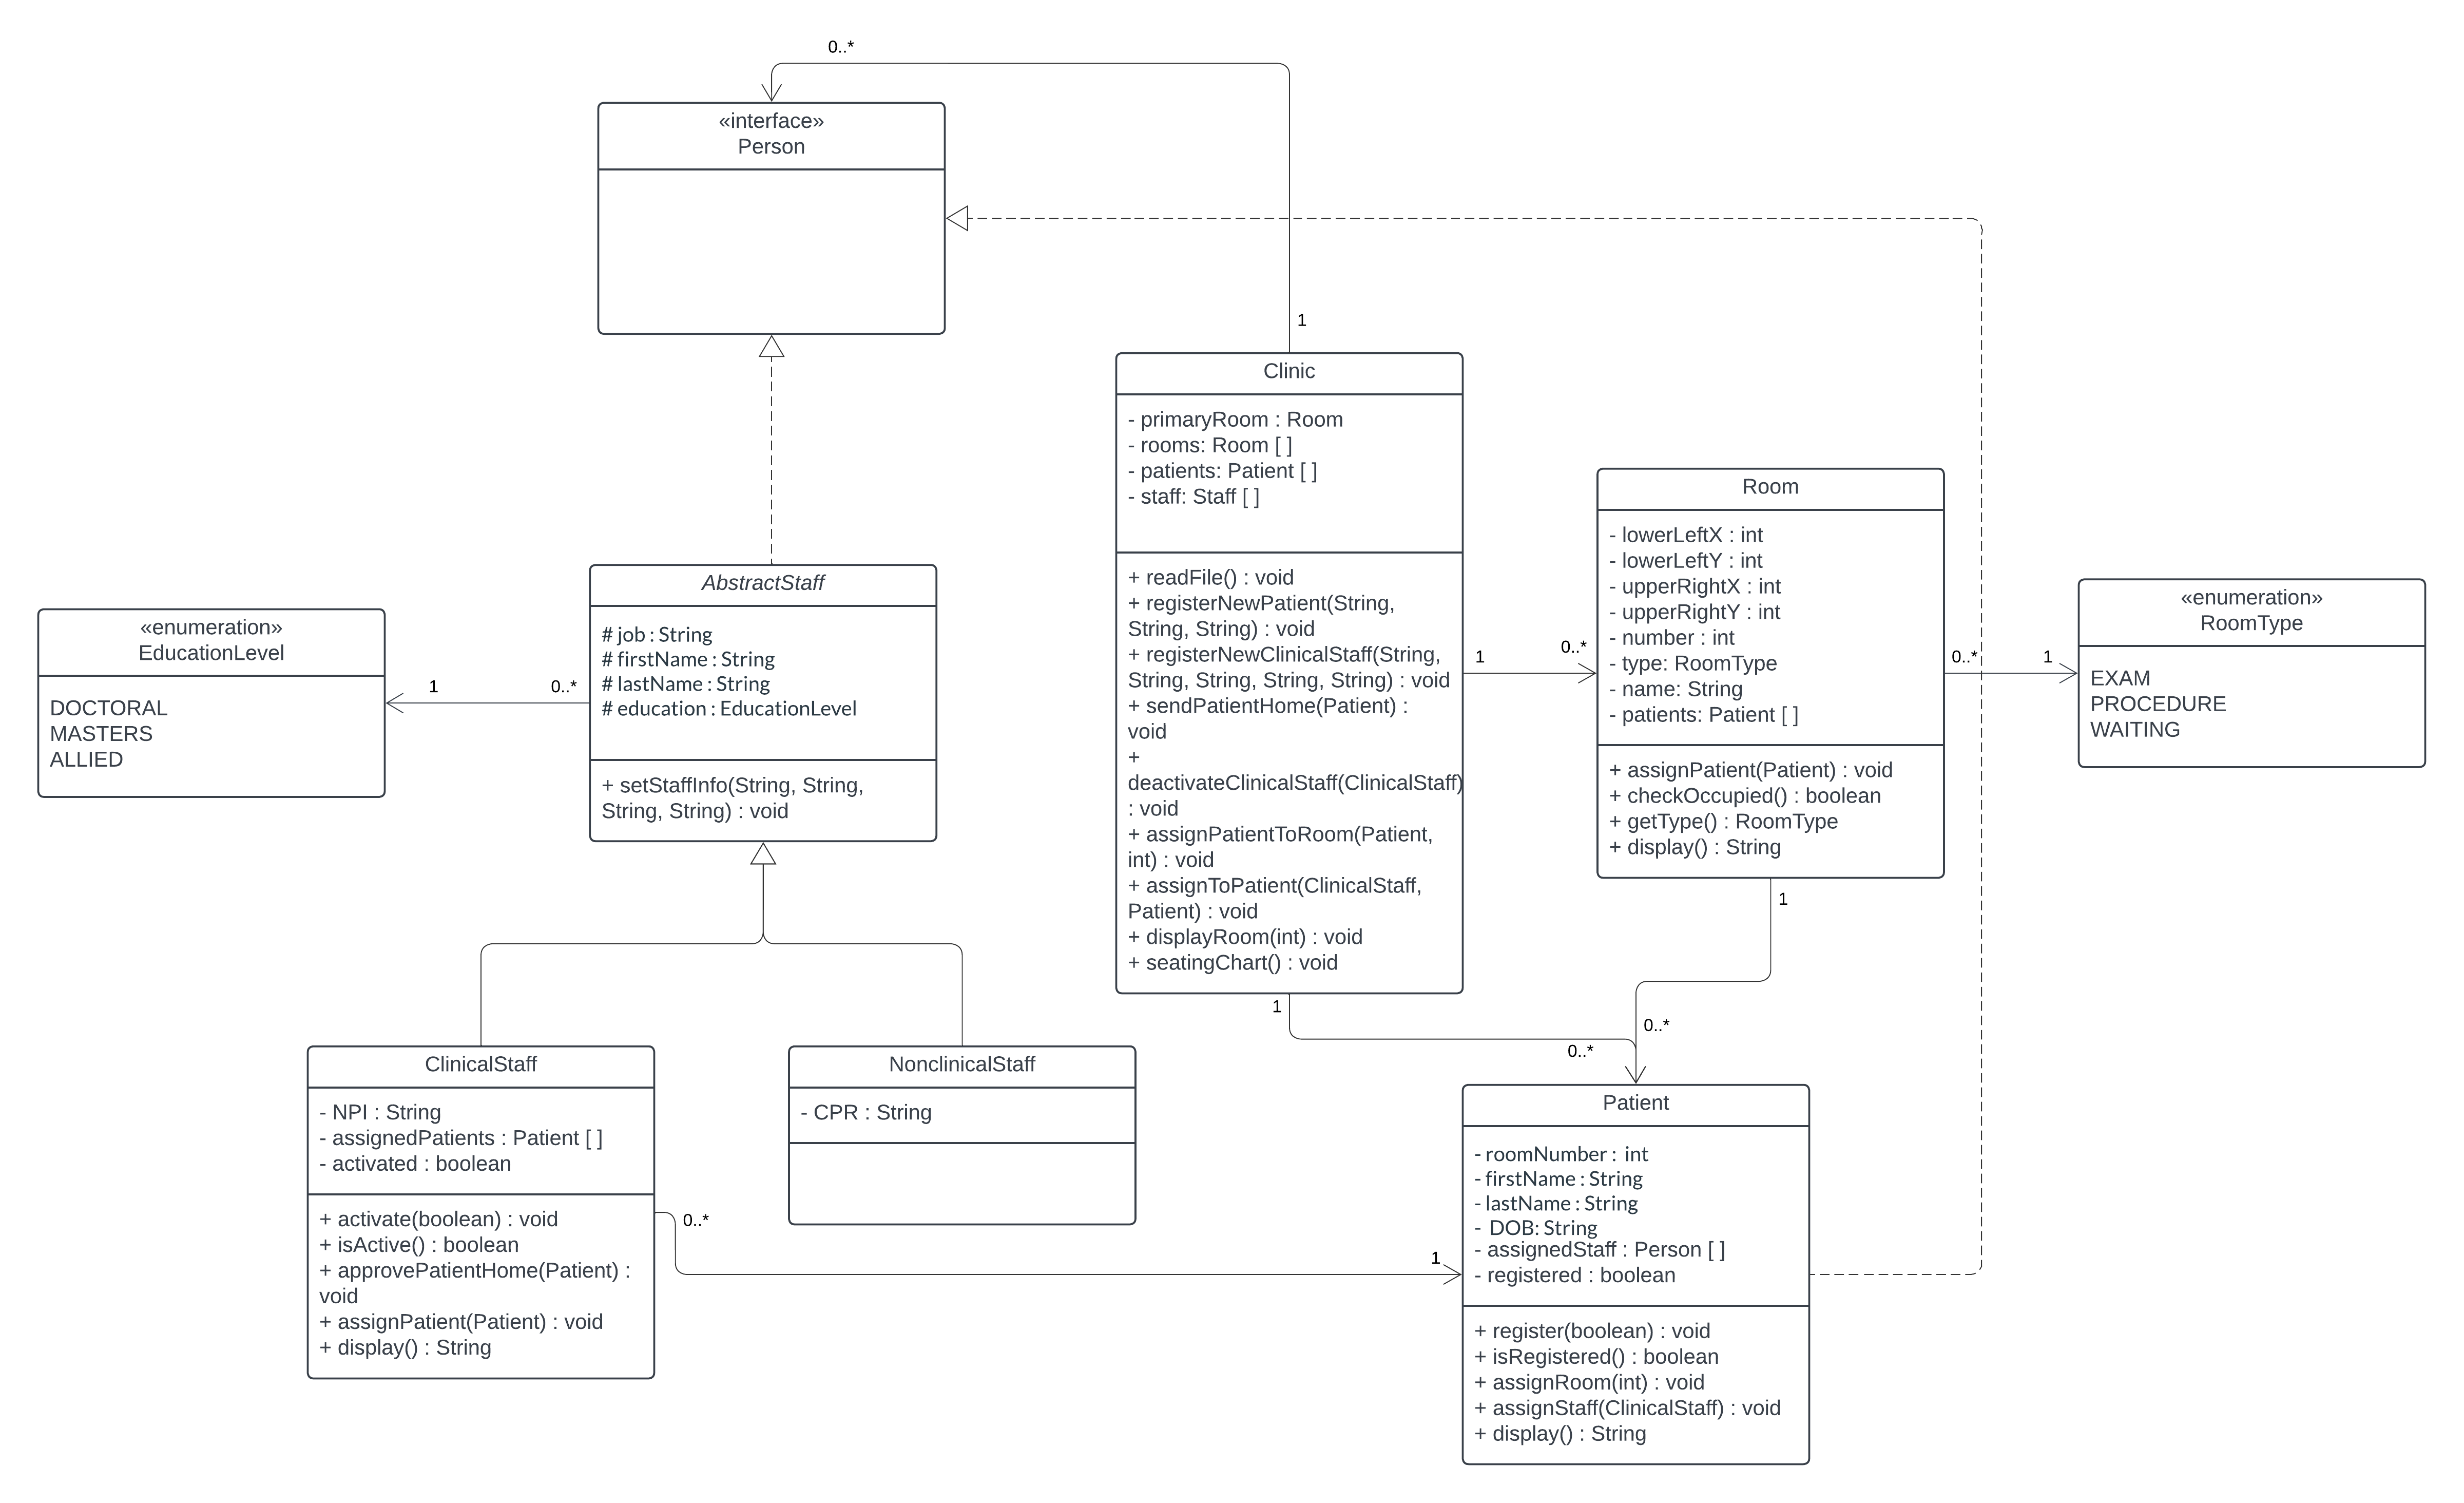 0..*
«interface»
Person
1
Clinic
- primaryRoom : Room
- rooms: Room [ ]
- patients: Patient [ ]
- staff: Staff [ ]
+ readFile() : void
+ registerNewPatient(String,
String, String) : void
+ registerNewClinicalStaff(String,
String, String, String, String) : void
+ sendPatientHome(Patient) :
void
+
deactivateClinicalStaff(ClinicalStaff)
: void
+ assignPatientToRoom(Patient,
int) : void
+ assignToPatient(ClinicalStaff,
Patient) : void
+ displayRoom(int) : void
+ seatingChart() : void
1
0..*
Room
- lowerLeftX : int
- lowerLeftY : int
- upperRightX : int
- upperRightY : int
- number : int
- type: RoomType
- name: String
- patients: Patient [ ]
+ assignPatient(Patient) : void
+ checkOccupied() : boolean
+ getType() : RoomType
+ display() : String
0..*
1
«enumeration»
RoomType
EXAM
PROCEDURE
WAITING
«enumeration»
EducationLevel
DOCTORAL
MASTERS
ALLIED
1
0..*
AbstractStaff
# job : String
# firstName : String
# lastName : String
# education : EducationLevel
+ setStaffInfo(String, String,
String, String) : void
1
0..*
1
0..*
ClinicalStaff
- NPI : String
- assignedPatients : Patient [ ]
- activated : boolean
+ activate(boolean) : void
+ isActive() : boolean
+ approvePatientHome(Patient) :
void
+ assignPatient(Patient) : void
+ display() : String
NonclinicalStaff
- CPR : String
0..*
1
Patient
- roomNumber : int
- firstName : String
- lastName : String
- DOB: String
- assignedStaff : Person [ ]
- registered : boolean
+ register(boolean) : void
+ isRegistered() : boolean
+ assignRoom(int) : void
+ assignStaff(ClinicalStaff) : void
+ display() : String